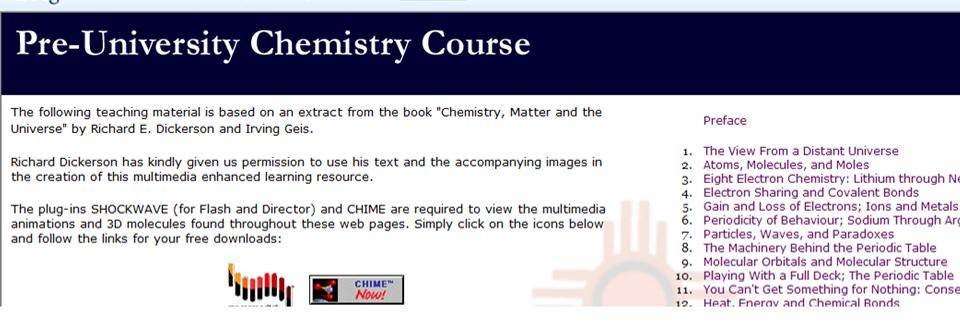 Pre-University Chemistry Course
The following teaching material is based on an extract from the book "Chemistry, Matter and the
Universe" by Richard E. Dickerson and Irving Geis.
Richard Dickerson has kindly given us permission to use his text and the accompanying images in
the creation of this multimedia enhanced learning resource.
The plug-ins SHOCKWAVE (for Flash and Director) and CHIME are required to view the multimedia
animations and 3D molecules found throughout these web pages. Simply click on the icons below
and follow the links for your free downloads:
CHIME™
Now!
Preface
1. The View From a Distant Universe
2. Atoms, Molecules, and Moles
3. Eight Electron Chemistry: Lithium through
4. Electron Sharing and Covalent Bonds
5. Gain and Loss of Electrons; Ions and Metals
6. Periodicity of Behaviour; Sodium Through
7. Particles, Waves, and Paradoxes
8. The Machinery Behind the Periodic Table
9. Molecular Orbitals and Molecular Structure
10. Playing With a Full Deck; The Periodic Table
11. You Can't Get Something for Nothing:
12. Heat, Energy and Chemical Bonds